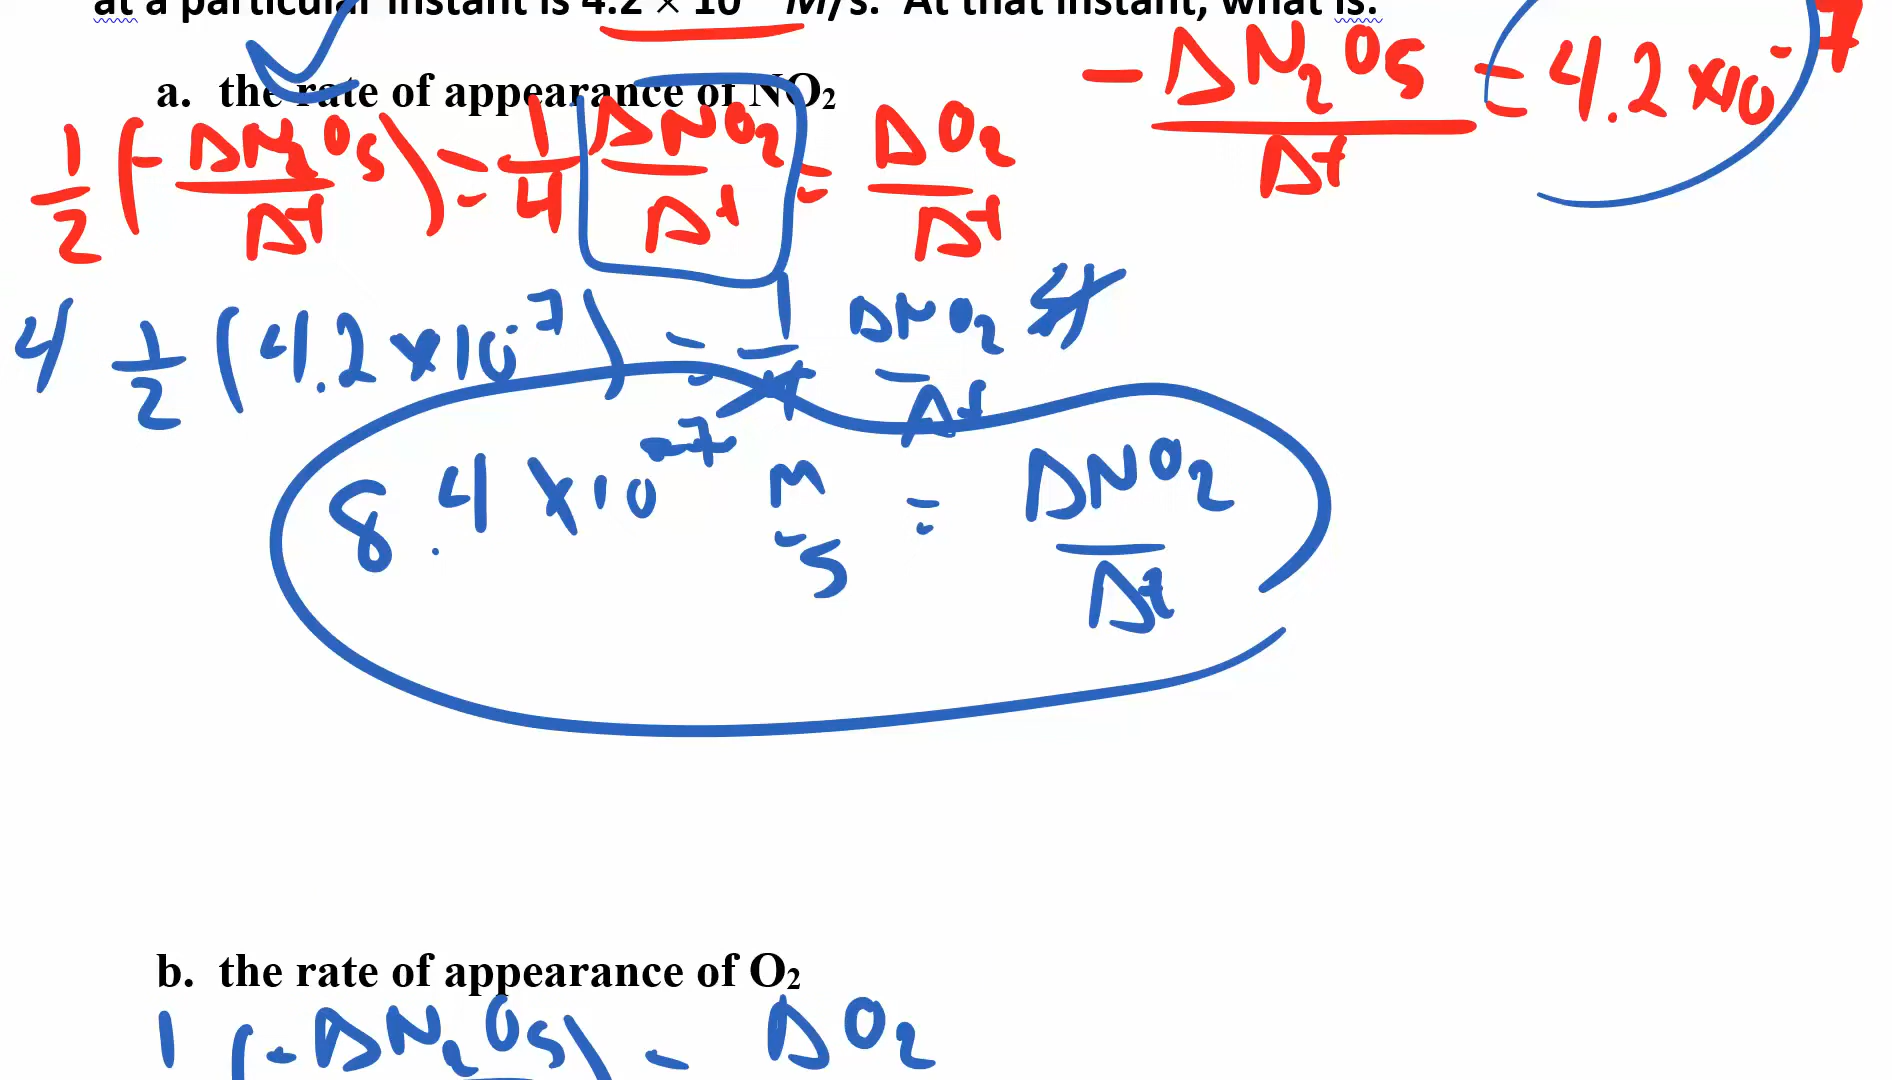 at a particular instant is 4.2 × 10 M/s. At that instant, what is:
a. the rate of appearance of NO₂
- ΔN₂O₅/Δt = 4.2 × 10⁻⁷
1/2 (- ΔN₂O₅/Δt) = 1/4 ΔNO₂/Δt = ΔO₂/Δt
4 1/2 (4.2 × 10⁻⁷) = 1/4 ΔNO₂/Δt 4
8.4 × 10⁻⁷ M/s = ΔNO₂/Δt
b. the rate of appearance of O₂
1 (- ΔN₂O₅) = ΔO₂